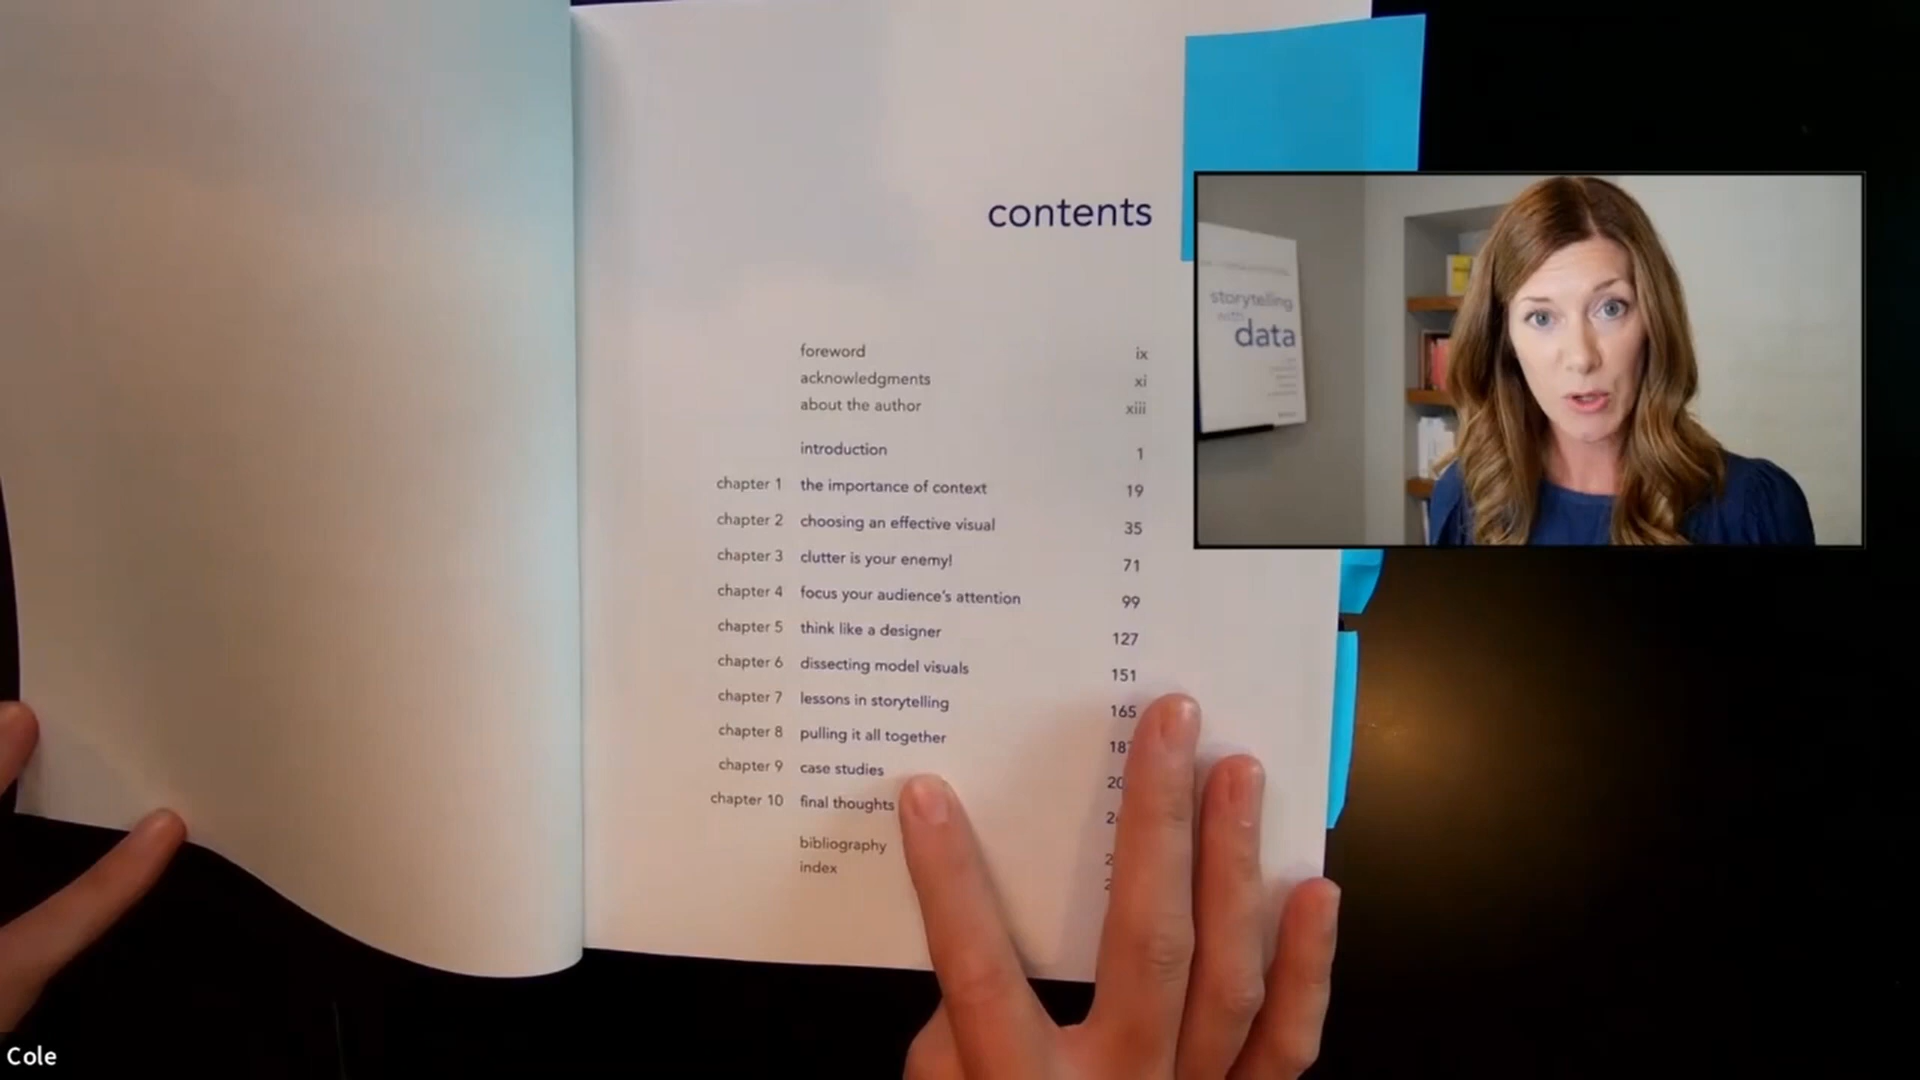 contents
foreword ix
acknowledgments xi
about the author xiii
introduction 1
chapter 1 the importance of context 19
chapter 2 choosing an effective visual 35
chapter 3 clutter is your enemy! 71
chapter 4 focus your audience's attention 99
chapter 5 think like a designer 127
chapter 6 dissecting model visuals 151
chapter 7 lessons in storytelling 165
chapter 8 pulling it all together
chapter 9 case studies
chapter 10 final thoughts
bibliography
index
storytelling
with
data
Cole